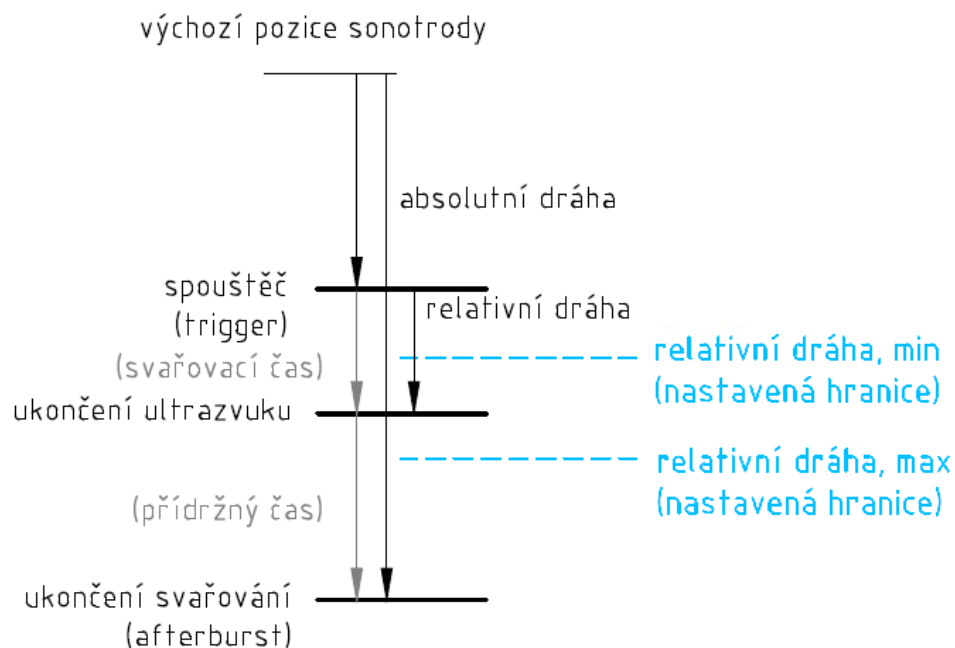 výchozí pozice sonotrody
absolutní dráha
spouštěč
(trigger)
relativní dráha
(svařovací čas)
relativní dráha, min
(nastavená hranice)
ukončení ultrazvuku
relativní dráha, max
(nastavená hranice)
(přídržný čas)
ukončení svařování
(afterburst)